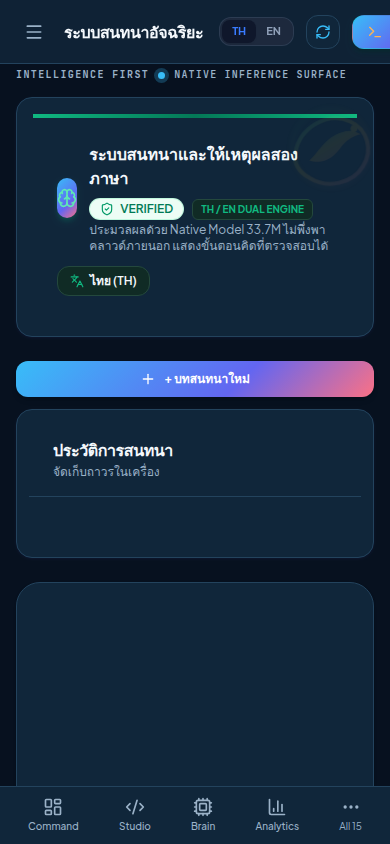 ระบบสนทนาอัจฉริยะ
TH
EN
INTELLIGENCE FIRST
NATIVE INFERENCE SURFACE
ระบบสนทนาและให้เหตุผลสอง
ภาษา
VERIFIED
TH / EN DUAL ENGINE
ประมวลผลด้วย Native Model 33.7M ไม่พึ่งพา
คลาวด์ภายนอก แสดงขั้นตอนคิดที่ตรวจสอบได้
ไทย (TH)
+ บทสนทนาใหม่
ประวัติการสนทนา
จัดเก็บถาวรในเครื่อง
Command
Studio
Brain
Analytics
All 15